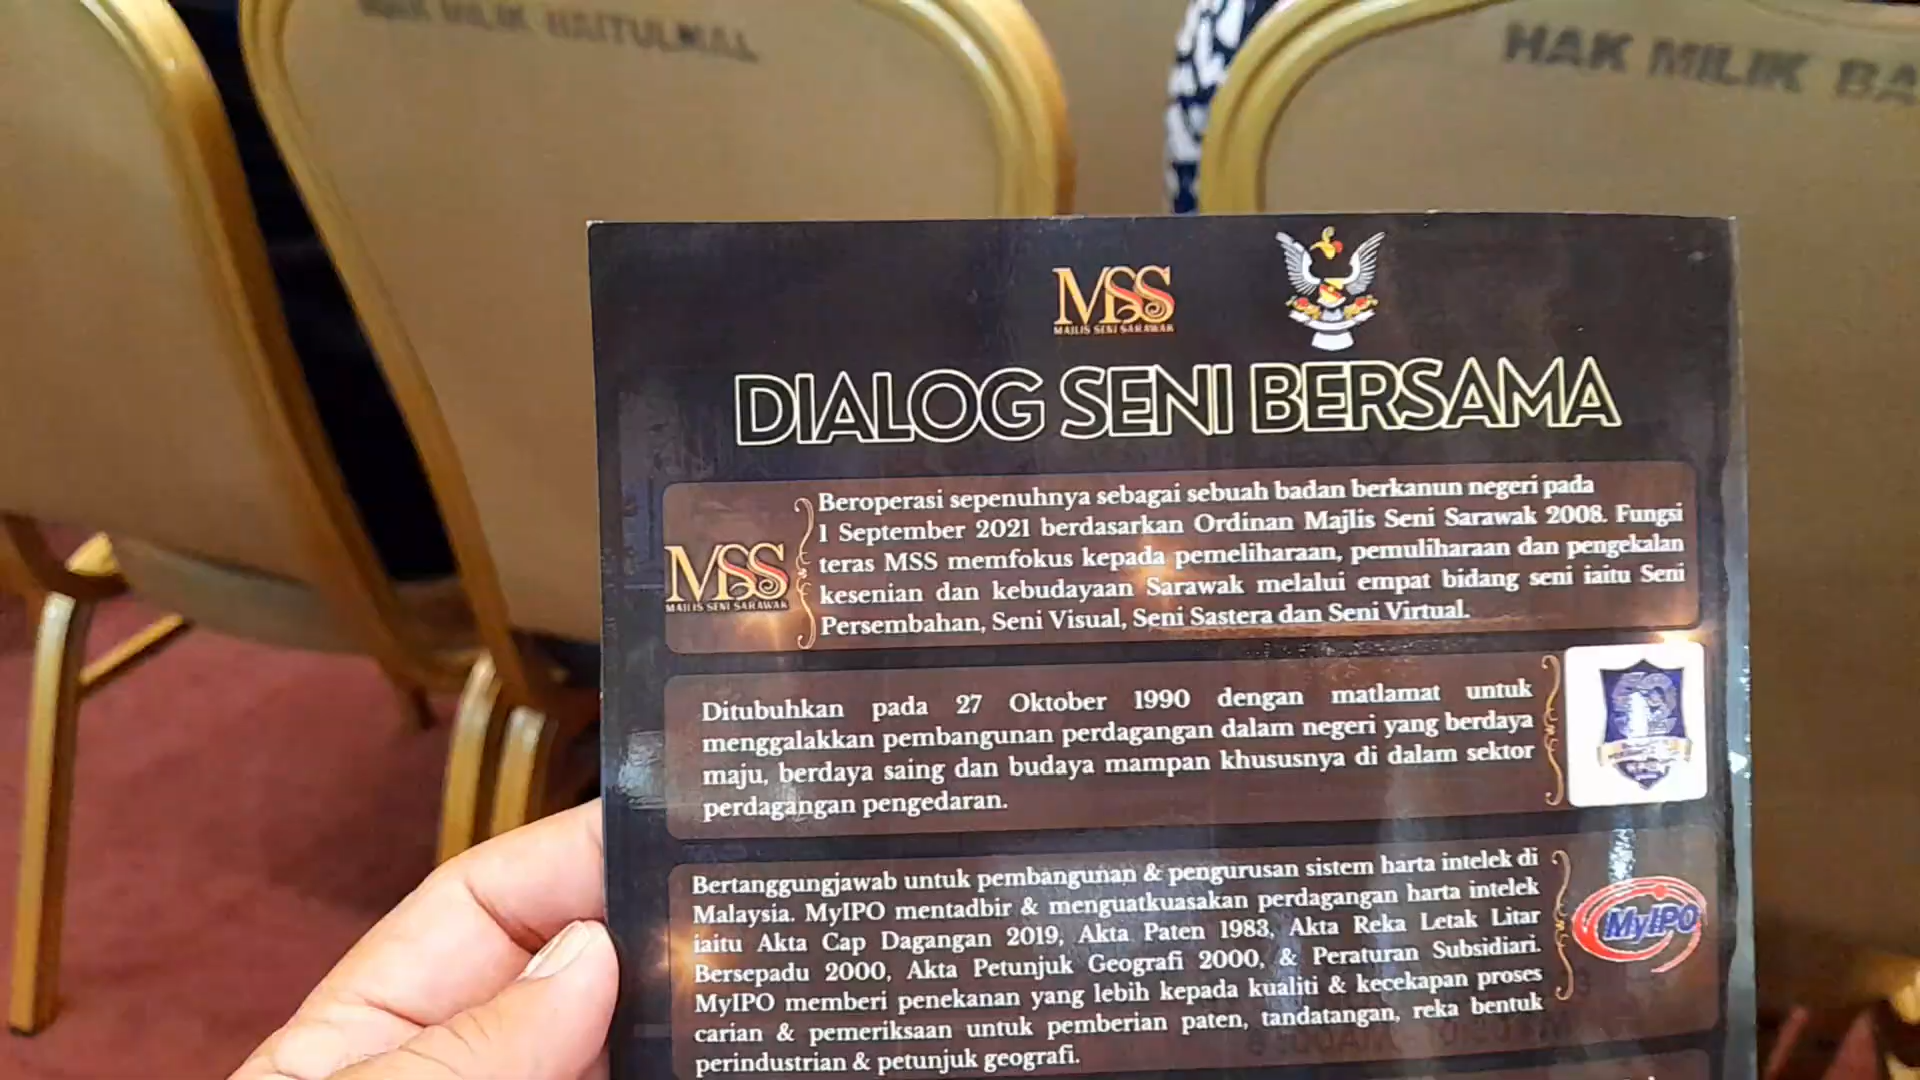 HAK MILIK BAITULMAL
HAK MILIK BA
MSS
MAJLIS SENI SARAWAK
DIALOG SENI BERSAMA
MSS
MAJLIS SENI SARAWAK
Beroperasi sepenuhnya sebagai sebuah badan berkanun negeri pada
1 September 2021 berdasarkan Ordinan Majlis Seni Sarawak 2008. Fungsi
teras MSS memfokus kepada pemeliharaan, pemuliharaan dan pengekalan
kesenian dan kebudayaan Sarawak melalui empat bidang seni iaitu Seni
Persembahan, Seni Visual, Seni Sastera dan Seni Virtual.
Ditubuhkan pada 27 Oktober 1990 dengan matlamat untuk
menggalakkan pembangunan perdagangan dalam negeri yang berdaya
maju, berdaya saing dan budaya mampan khususnya di dalam sektor
perdagangan pengedaran.
Bertanggungjawab untuk pembangunan & pengurusan sistem harta intelek di
Malaysia. MyIPO mentadbir & menguatkuasakan perdagangan harta intelek
iaitu Akta Cap Dagangan 2019, Akta Paten 1983, Akta Reka Letak Litar
Bersepadu 2000, Akta Petunjuk Geografi 2000, & Peraturan Subsidiari.
MyIPO memberi penekanan yang lebih kepada kualiti & kecekapan proses
carian & pemeriksaan untuk pemberian paten, tandatangan, reka bentuk
perindustrian & petunjuk geografi.
MyIPO